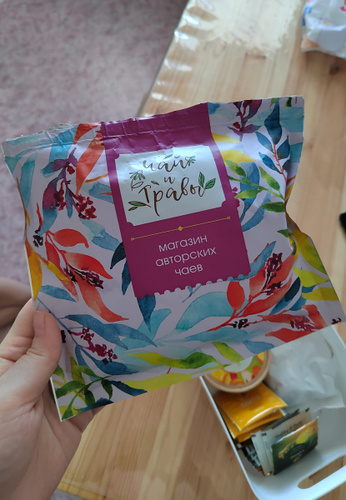 Чай
и
Травы
магазин
авторских
чаев